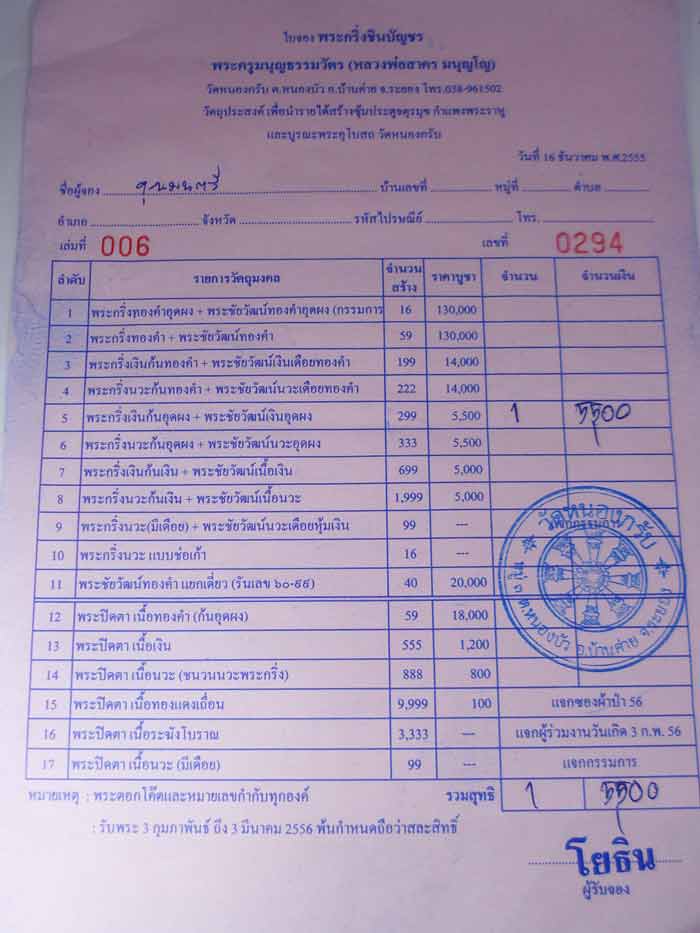 ใบจอง พระกริ่งชินบัญชร
พระครูมนูญธรรมวัตร (หลวงพ่อสาคร มนุญโญ)
วัดหนองกรับ ต.หนองบัว อ.บ้านค่าย จ.ระยอง โทร.038-961502
วัตถุประสงค์ เพื่อนำรายได้สร้างซุ้มประตูจตุรมุข กำแพงพระราหู
และบูรณะพระอุโบสถ วัดหนองกรับ
วันที่ 16 ธันวาคม พ.ศ.2555
ชื่อผู้จอง คุณมนตรี บ้านเลขที่ หมู่ที่ ตำบล
อำเภอ จังหวัด รหัสไปรษณีย์ โทร.
เล่มที่ 006 เลขที่ 0294
ลำดับ รายการวัตถุมงคล จำนวนสร้าง ราคาบูชา จำนวน จำนวนเงิน
1 พระกริ่งทองคำอุดผง + พระชัยวัฒน์ทองคำอุดผง (กรรมการ 16 130,000
2 พระกริ่งทองคำ + พระชัยวัฒน์ทองคำ 59 130,000
3 พระกริ่งเงินก้นทองคำ + พระชัยวัฒน์เงินเดือยทองคำ 199 14,000
4 พระกริ่งนวะก้นทองคำ + พระชัยวัฒน์นวะเดือยทองคำ 222 14,000
5 พระกริ่งเงินก้นอุดผง + พระชัยวัฒน์เงินอุดผง 299 5,500 1 5500
6 พระกริ่งนวะก้นอุดผง + พระชัยวัฒน์นวะอุดผง 333 5,500
7 พระกริ่งเงินก้นเงิน + พระชัยวัฒน์เนื้อเงิน 699 5,000
8 พระกริ่งนวะก้นเงิน + พระชัยวัฒน์เนื้อนวะ 1,999 5,000
9 พระกริ่งนวะ(มีเดือย) + พระชัยวัฒน์นวะเดือยหุ้มเงิน 99 --- แจกกรรมการ
10 พระกริ่งนวะ แบบช่อเก้า 16 ---
11 พระชัยวัฒน์ทองคำ แยกเดี่ยว (รันเลข ๖๐-๙๙) 40 20,000
12 พระปิดตา เนื้อทองคำ (ก้นอุดผง) 59 18,000
13 พระปิดตา เนื้อเงิน 555 1,200
14 พระปิดตา เนื้อนวะ (ชนวนนวะพระกริ่ง) 888 800
15 พระปิดตา เนื้อทองแดงเถื่อน 9,999 100 แจกซองผ้าป่า 56
16 พระปิดตา เนื้อระฆังโบราณ 3,333 --- แจกผู้ร่วมงานวันเกิด 3 ก.พ. 56
17 พระปิดตา เนื้อนวะ (มีเดือย) 99 --- แจกกรรมการ
วัดหนองกรับ
ต.หนองบัว อ.บ้านค่าย จ.ระยอง
หมายเหตุ : พระตอกโค๊ตและหมายเลขกำกับทุกองค์ รวมสุทธิ 1 5500
: รับพระ 3 กุมภาพันธ์ ถึง 3 มีนาคม 2556 พ้นกำหนดถือว่าสละสิทธิ์
โยธิน
ผู้รับจอง